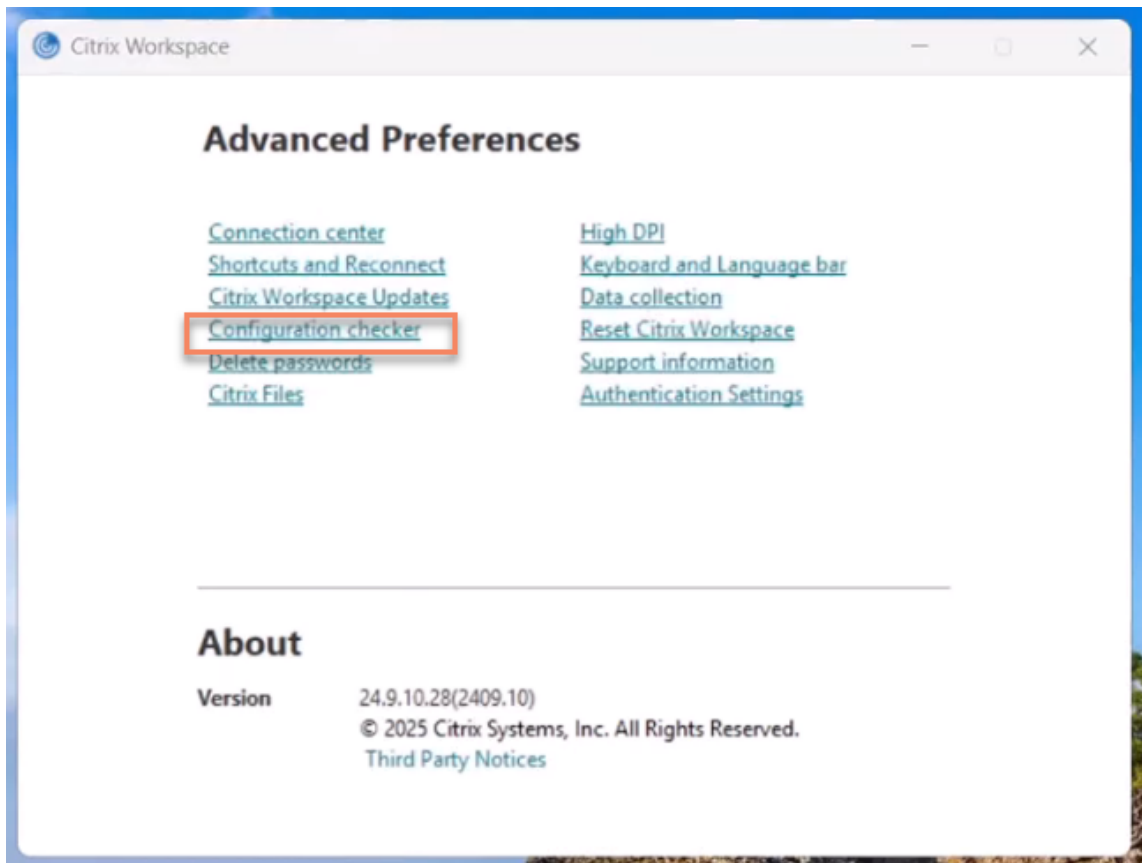 Citrix Workspace
Advanced Preferences
Connection center
Shortcuts and Reconnect
Citrix Workspace Updates
Configuration checker
Delete passwords
Citrix Files
High DPI
Keyboard and Language bar
Data collection
Reset Citrix Workspace
Support information
Authentication Settings
About
Version 24.9.10.28(2409.10)
© 2025 Citrix Systems, Inc. All Rights Reserved.
Third Party Notices